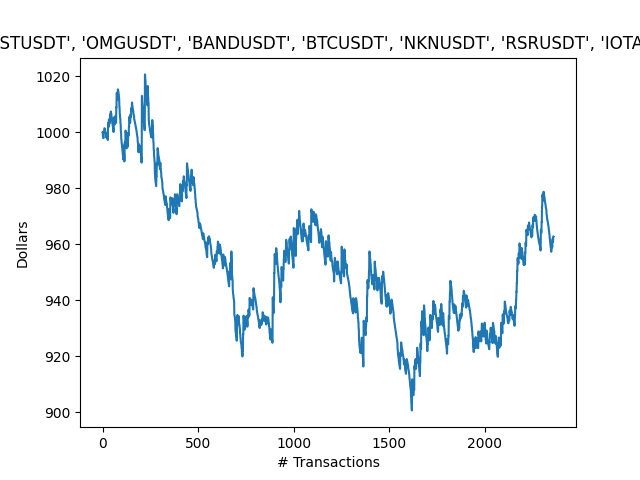 STUSDT', 'OMGUSDT', 'BANDUSDT', 'BTCUSDT', 'NKNUSDT', 'RSRUSDT', 'IOTA
1020
1000
980
960
940
920
900
Dollars
0 500 1000 1500 2000
# Transactions